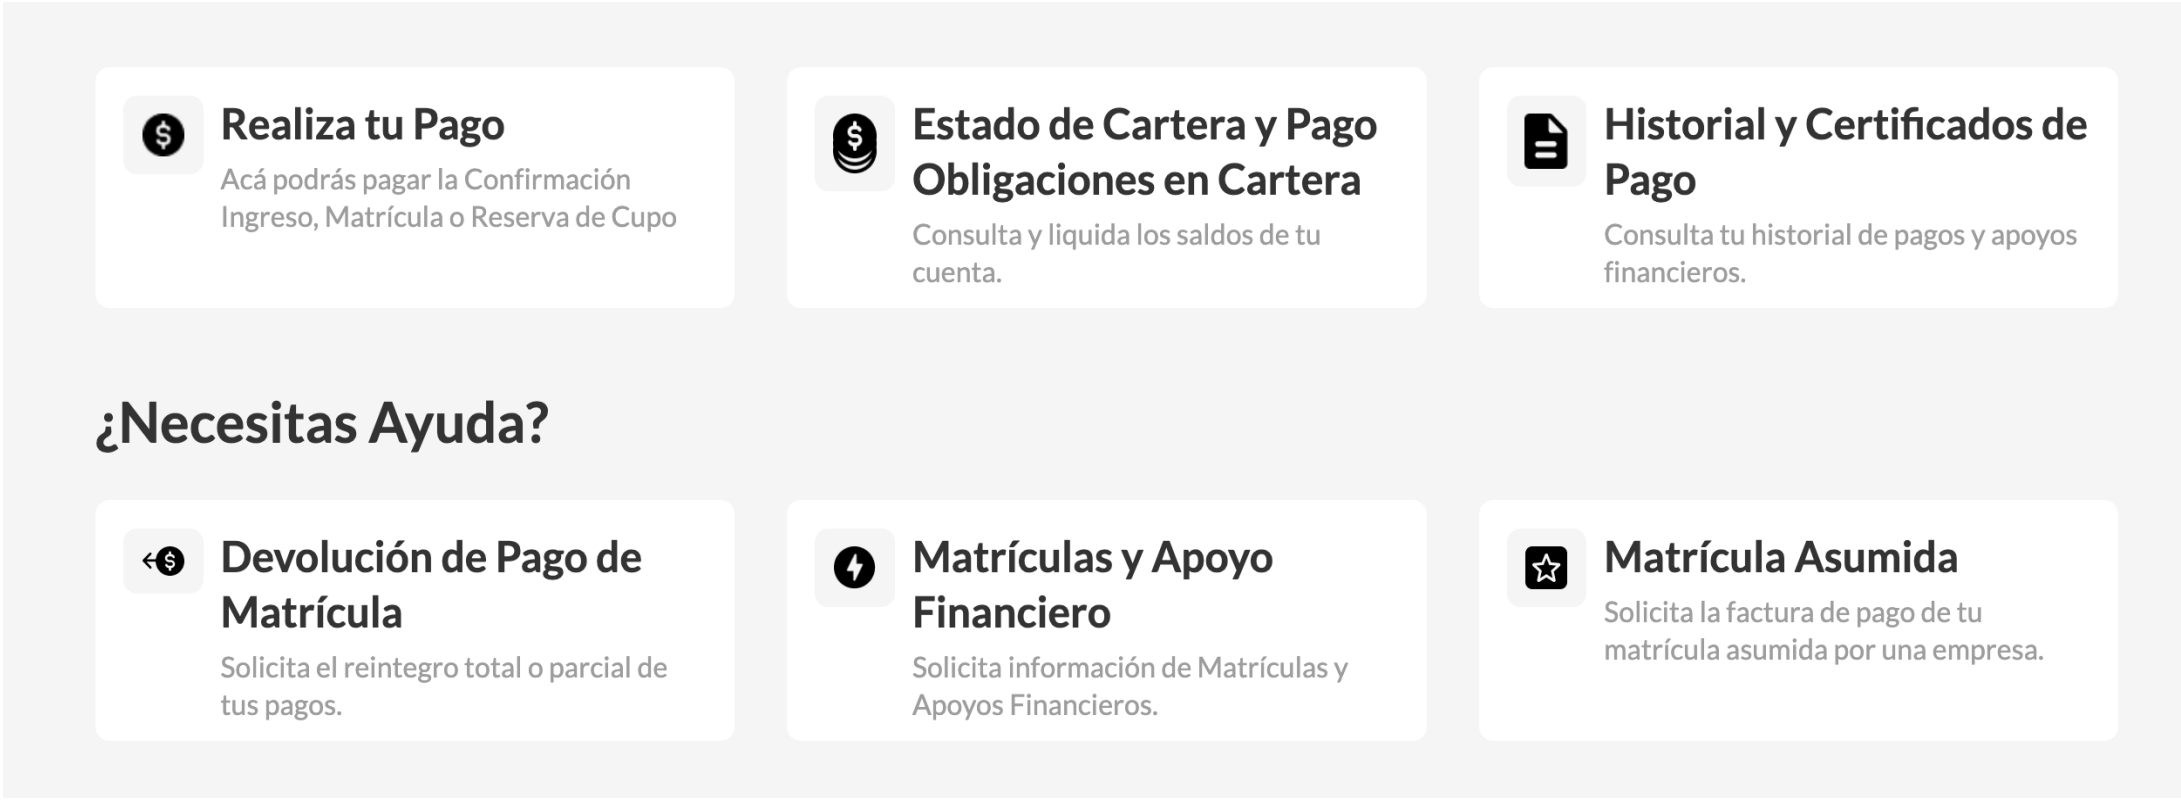 Realiza tu Pago
Acá podrás pagar la Confirmación
Ingreso, Matrícula o Reserva de Cupo
Estado de Cartera y Pago
Obligaciones en Cartera
Consulta y liquida los saldos de tu
cuenta.
Historial y Certificados de
Pago
Consulta tu historial de pagos y apoyos
financieros.
¿Necesitas Ayuda?
Devolución de Pago de
Matrícula
Solicita el reintegro total o parcial de
tus pagos.
Matrículas y Apoyo
Financiero
Solicita información de Matrículas y
Apoyos Financieros.
Matrícula Asumida
Solicita la factura de pago de tu
matrícula asumida por una empresa.